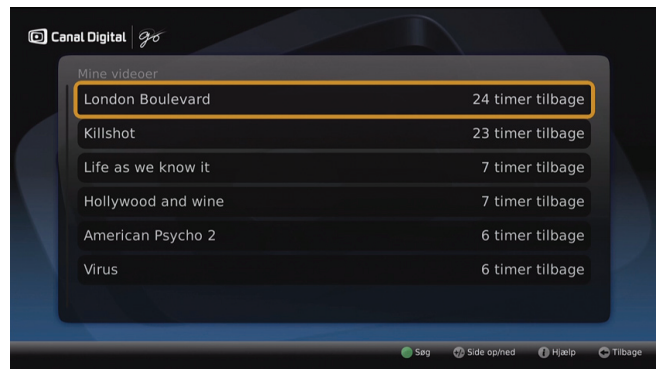 Canal Digital go
Mine videoer
London Boulevard 24 timer tilbage
Killshot 23 timer tilbage
Life as we know it 7 timer tilbage
Hollywood and wine 7 timer tilbage
American Psycho 2 6 timer tilbage
Virus 6 timer tilbage
Søg +/- Side op/ned i Hjælp Tilbage